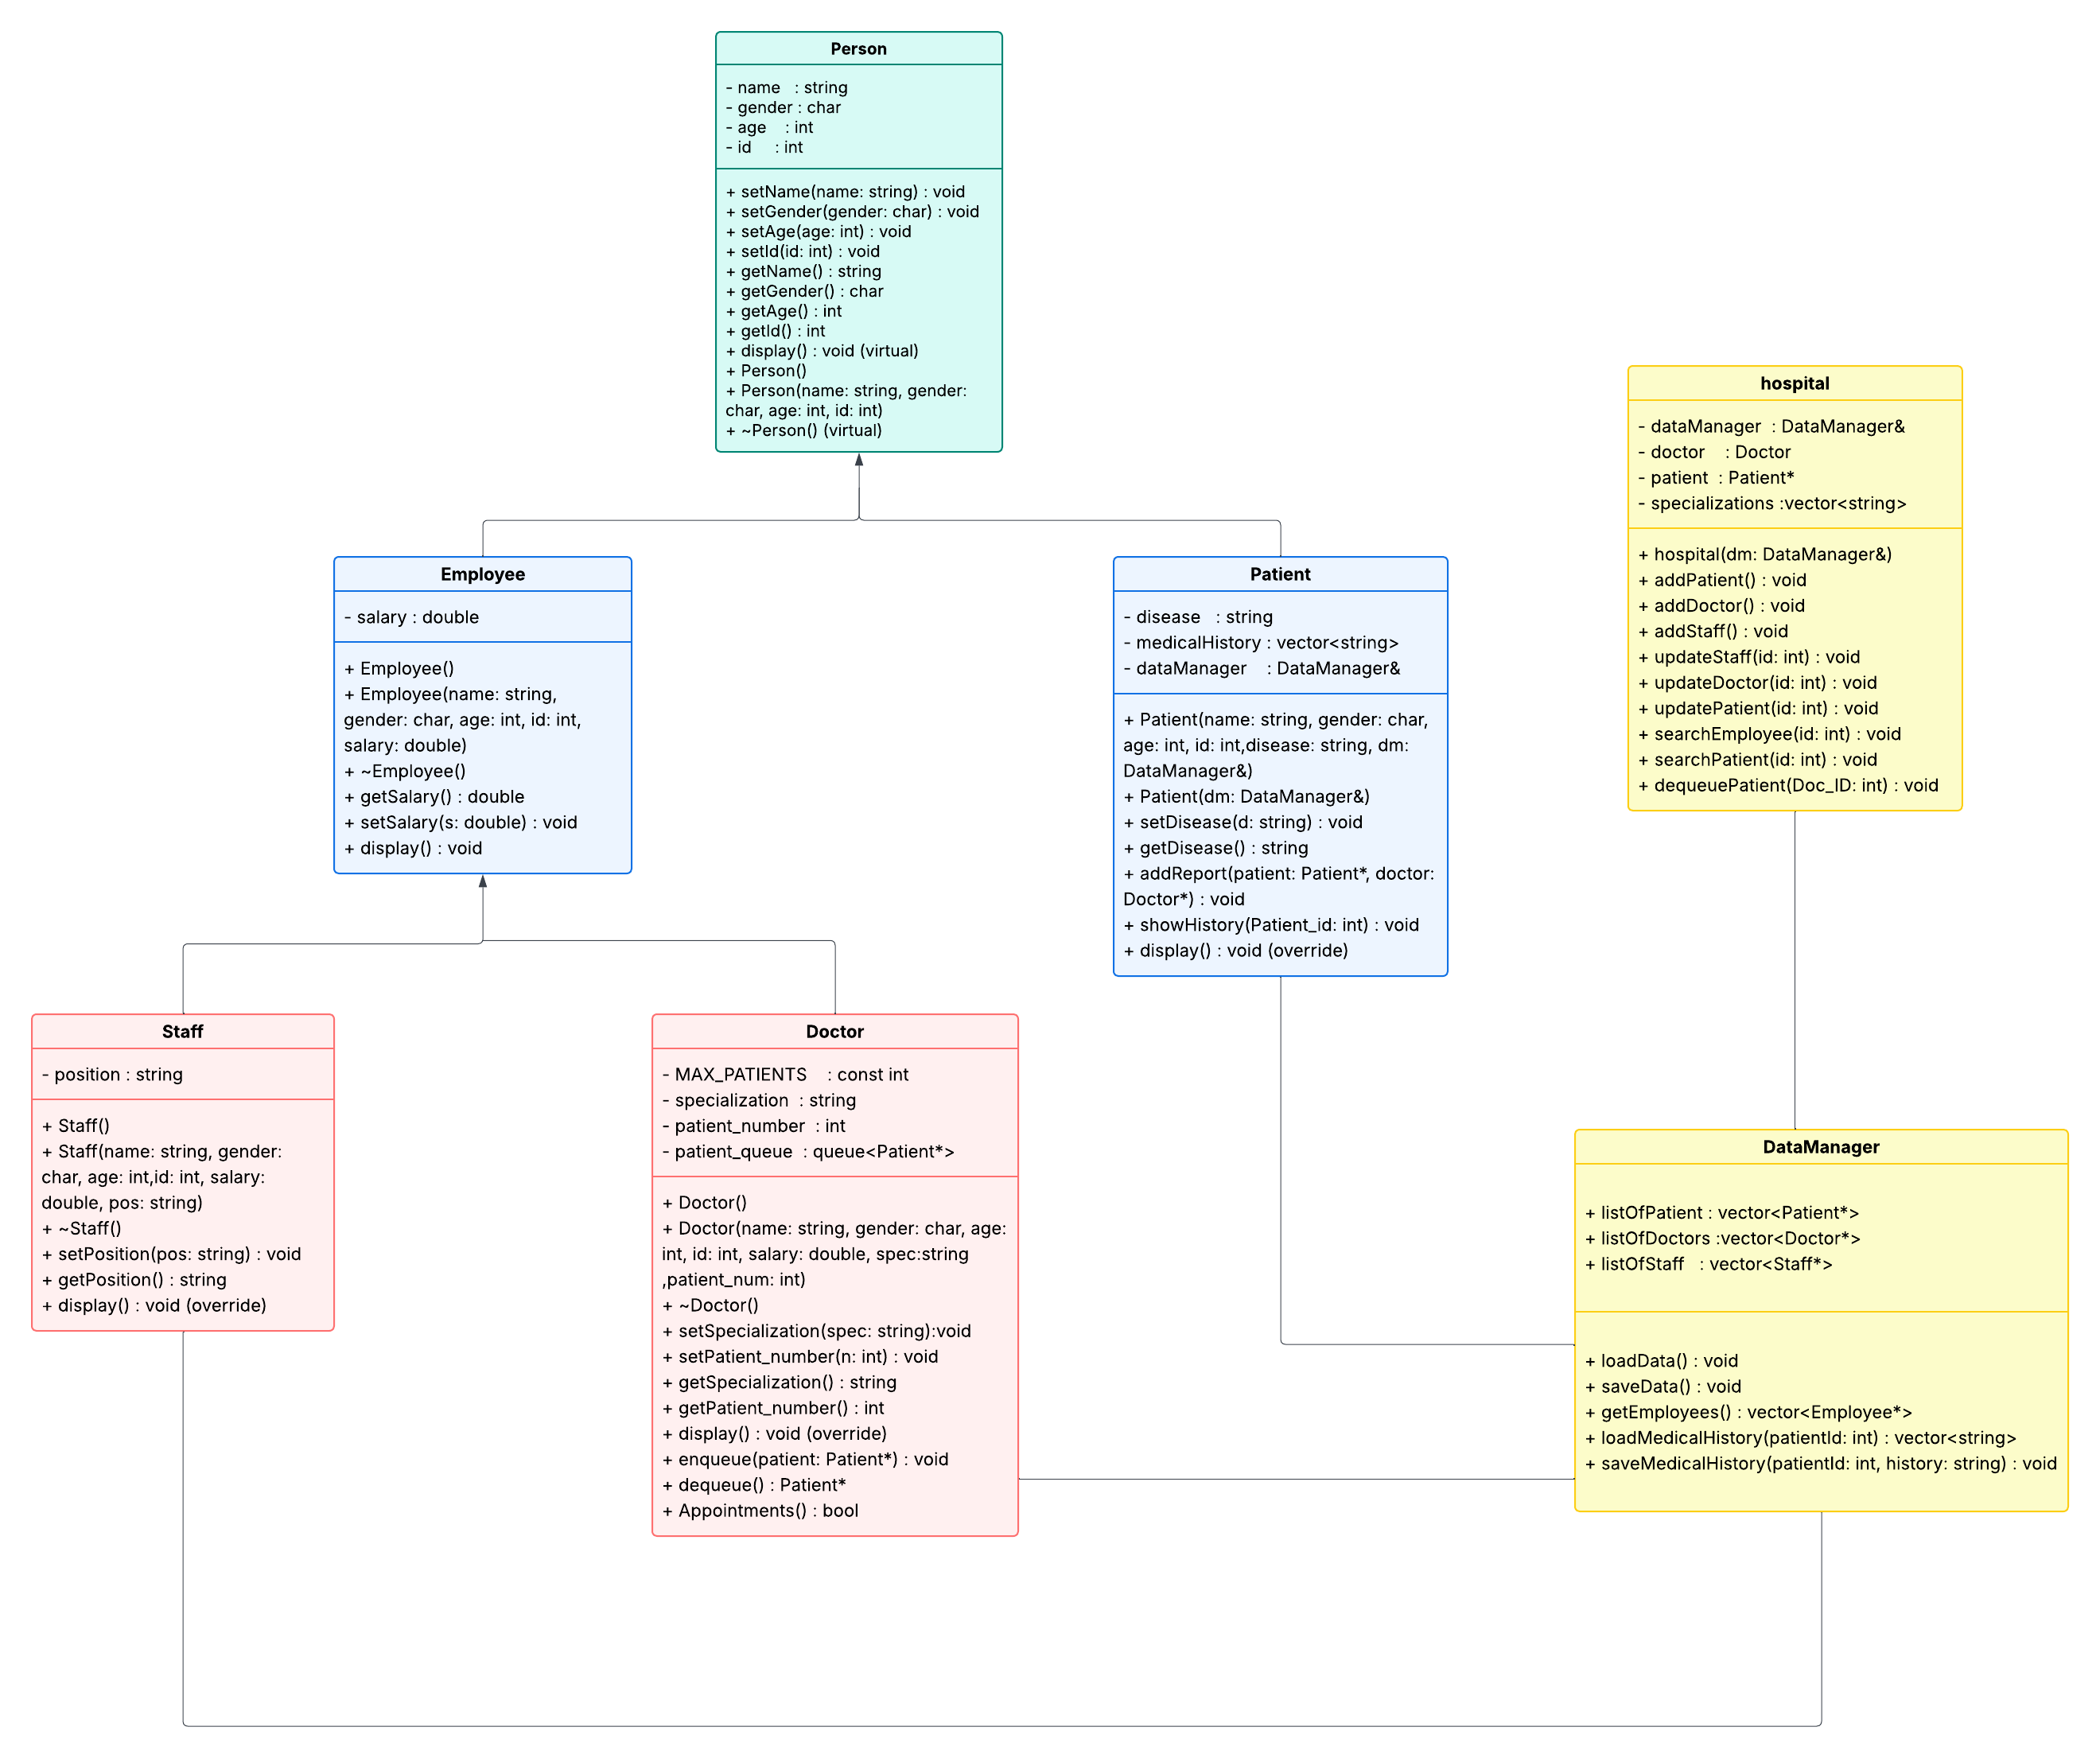 Person
- name : string
- gender : char
- age : int
- id : int
+ setName(name: string) : void
+ setGender(gender: char) : void
+ setAge(age: int) : void
+ setId(id: int) : void
+ getName() : string
+ getGender() : char
+ getAge() : int
+ getId() : int
+ display() : void (virtual)
+ Person()
+ Person(name: string, gender:
char, age: int, id: int)
+ ~Person() (virtual)
hospital
- dataManager : DataManager&
- doctor : Doctor
- patient : Patient*
- specializations :vector<string>
+ hospital(dm: DataManager&)
+ addPatient() : void
+ addDoctor() : void
+ addStaff() : void
+ updateStaff(id: int) : void
+ updateDoctor(id: int) : void
+ updatePatient(id: int) : void
+ searchEmployee(id: int) : void
+ searchPatient(id: int) : void
+ dequeuePatient(Doc_ID: int) : void
Employee
- salary : double
+ Employee()
+ Employee(name: string,
gender: char, age: int, id: int,
salary: double)
+ ~Employee()
+ getSalary() : double
+ setSalary(s: double) : void
+ display() : void
Patient
- disease : string
- medicalHistory : vector<string>
- dataManager : DataManager&
+ Patient(name: string, gender: char,
age: int, id: int,disease: string, dm:
DataManager&)
+ Patient(dm: DataManager&)
+ setDisease(d: string) : void
+ getDisease() : string
+ addReport(patient: Patient*, doctor:
Doctor*) : void
+ showHistory(Patient_id: int) : void
+ display() : void (override)
Staff
- position : string
+ Staff()
+ Staff(name: string, gender:
char, age: int,id: int, salary:
double, pos: string)
+ ~Staff()
+ setPosition(pos: string) : void
+ getPosition() : string
+ display() : void (override)
Doctor
- MAX_PATIENTS : const int
- specialization : string
- patient_number : int
- patient_queue : queue<Patient*>
+ Doctor()
+ Doctor(name: string, gender: char, age:
int, id: int, salary: double, spec:string
,patient_num: int)
+ ~Doctor()
+ setSpecialization(spec: string):void
+ setPatient_number(n: int) : void
+ getSpecialization() : string
+ getPatient_number() : int
+ display() : void (override)
+ enqueue(patient: Patient*) : void
+ dequeue() : Patient*
+ Appointments() : bool
DataManager
+ listOfPatient : vector<Patient*>
+ listOfDoctors :vector<Doctor*>
+ listOfStaff : vector<Staff*>
+ loadData() : void
+ saveData() : void
+ getEmployees() : vector<Employee*>
+ loadMedicalHistory(patientId: int) : vector<string>
+ saveMedicalHistory(patientId: int, history: string) : void